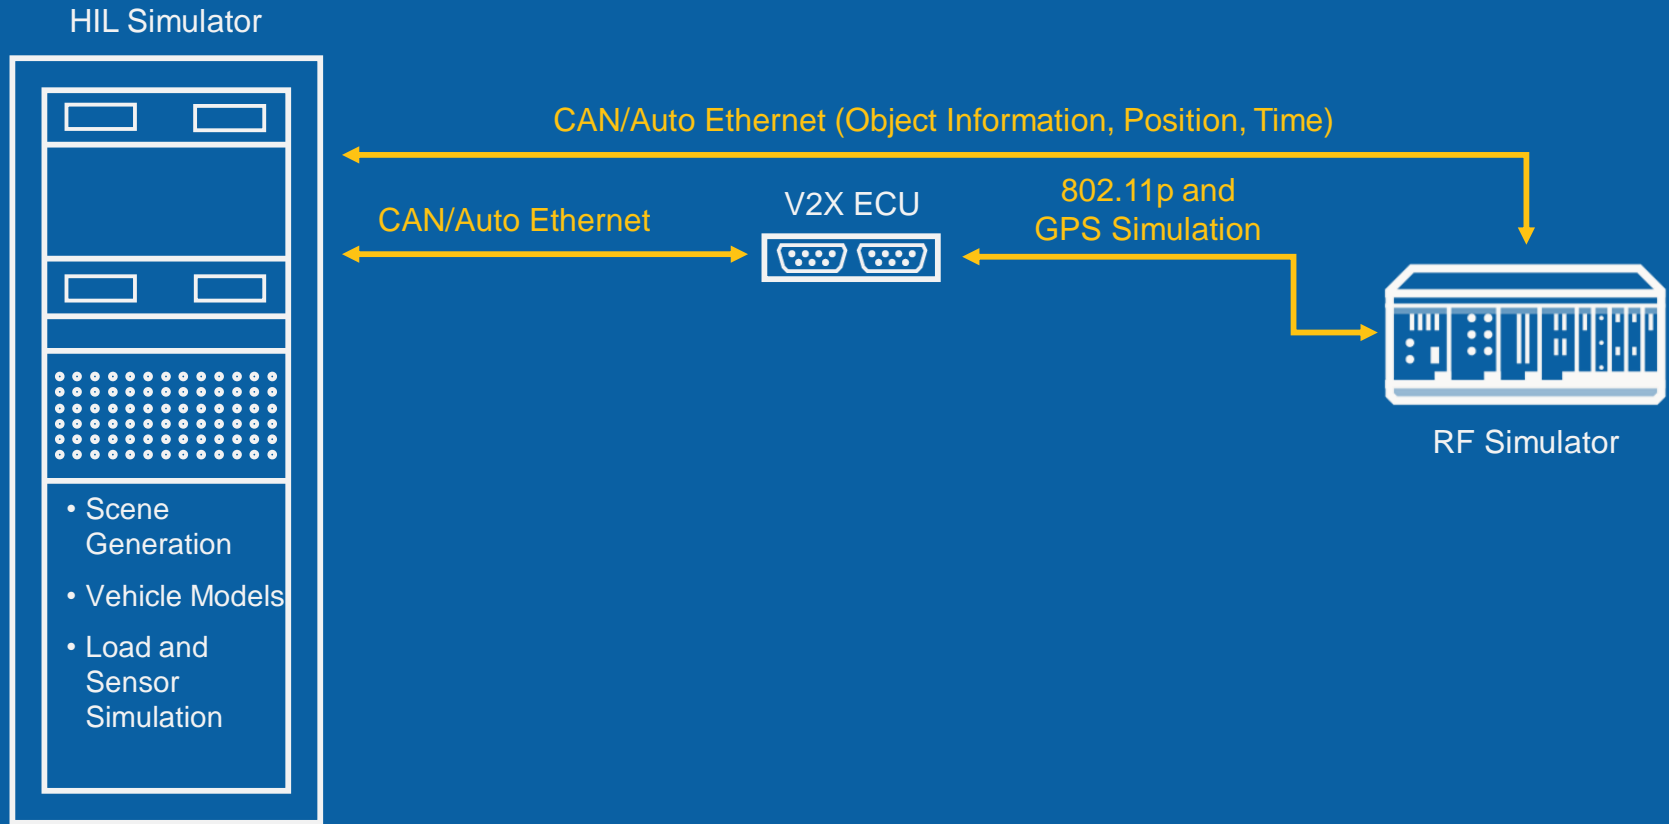 HIL Simulator
CAN/Auto Ethernet (Object Information, Position, Time)
CAN/Auto Ethernet
V2X ECU
802.11p and
GPS Simulation
RF Simulator
• Scene
Generation
• Vehicle Models
• Load and
Sensor
Simulation